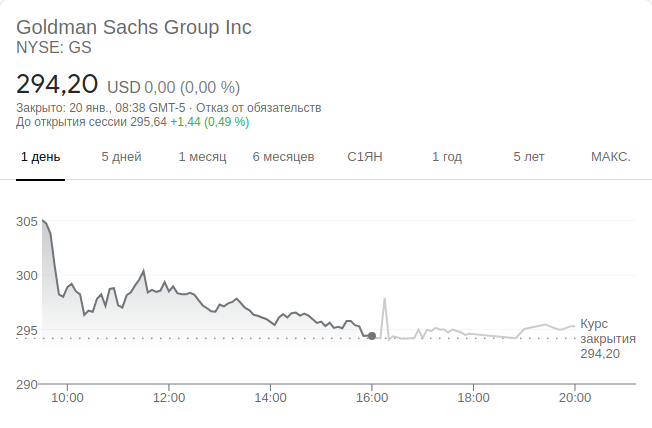 Goldman Sachs Group Inc
NYSE: GS
294,20 USD 0,00 (0,00 %)
Закрыто: 20 янв., 08:38 GMT-5 · Отказ от обязательств
До открытия сессии 295,64 +1,44 (0,49 %)
1 день 5 дней 1 месяц 6 месяцев С1ЯН 1 год 5 лет МАКС.
305
300
295
290
Курс
закрытия
294,20
10:00 12:00 14:00 16:00 18:00 20:00